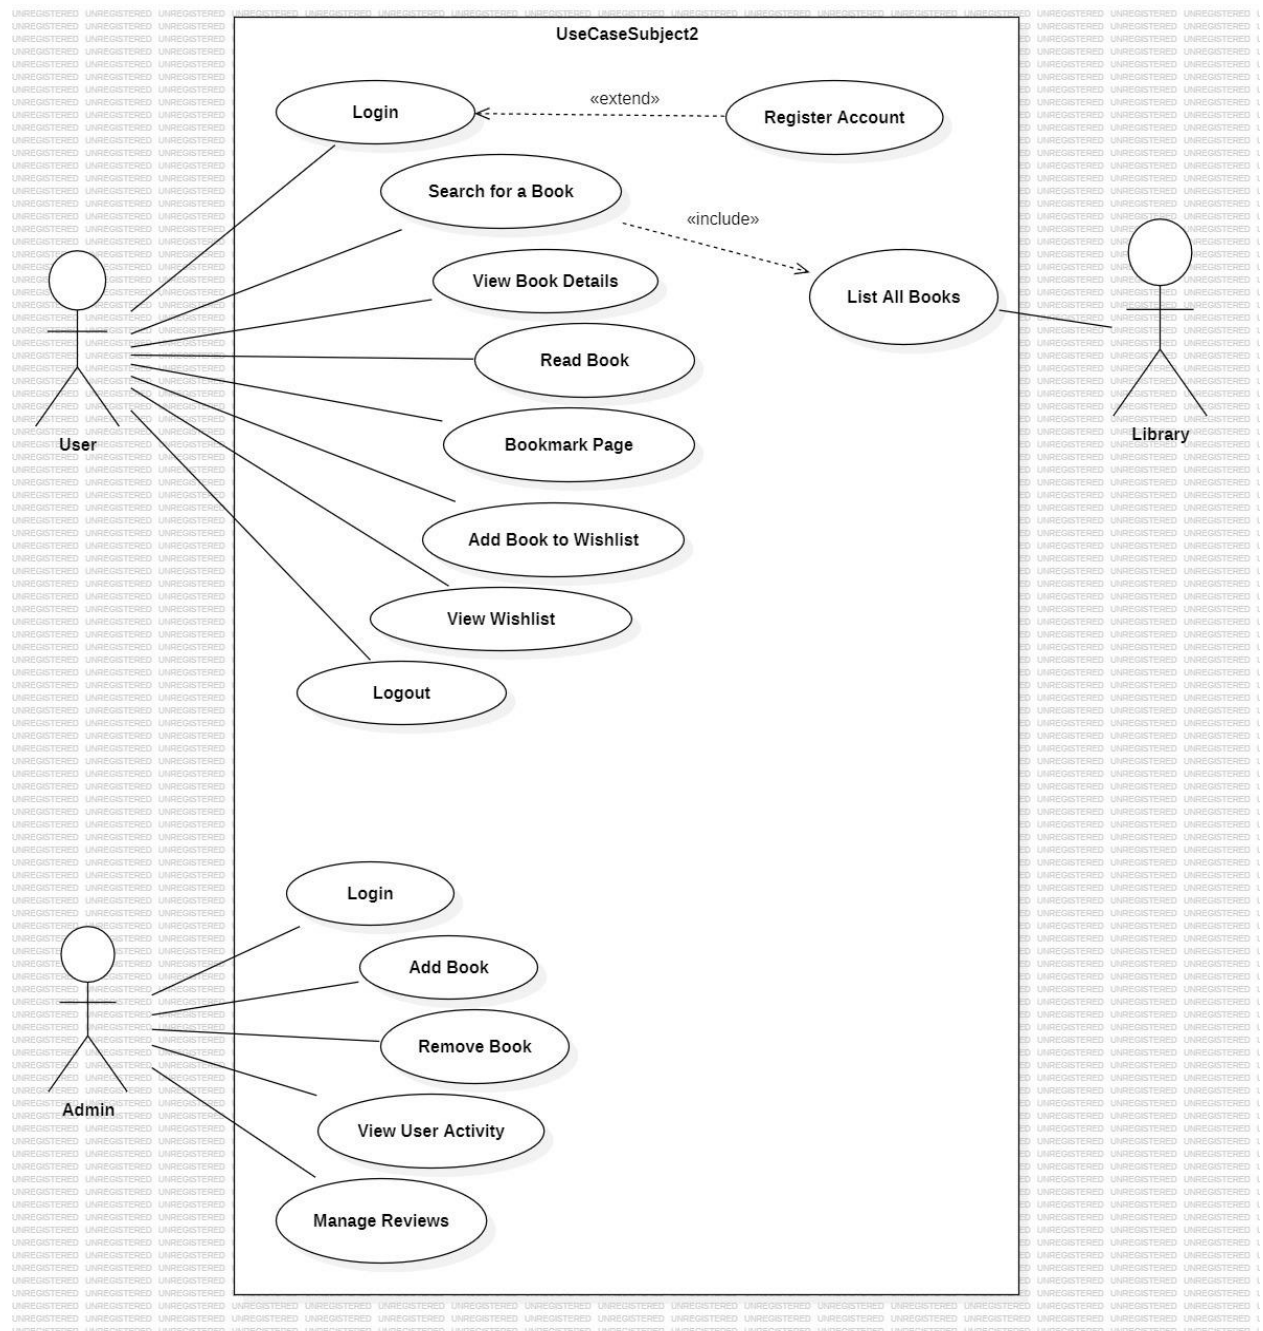 UseCaseSubject2
Login
«extend»
Register Account
Search for a Book
«include»
View Book Details
List All Books
Read Book
User
Library
Bookmark Page
Add Book to Wishlist
View Wishlist
Logout
Login
Add Book
Remove Book
Admin
View User Activity
Manage Reviews
UNREGISTERED